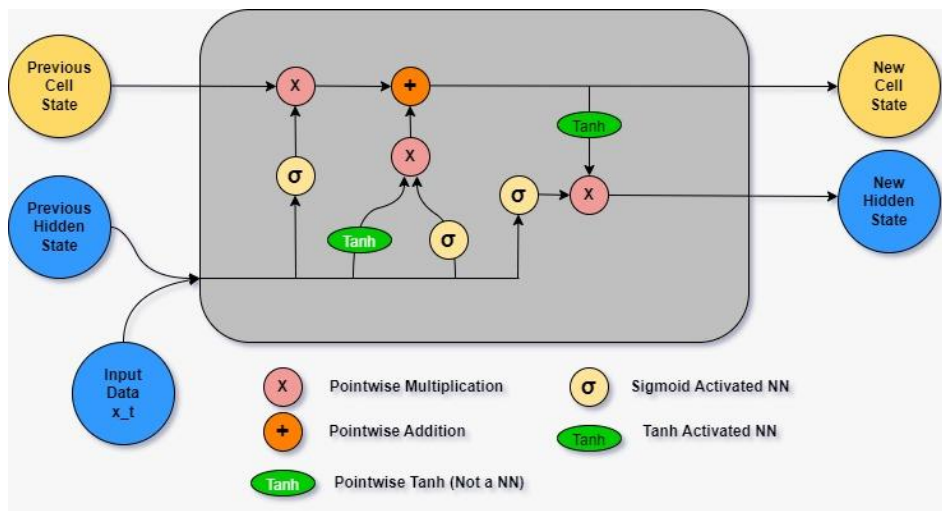 Previous
Cell
State
X
+
New
Cell
State
Tanh
σ
X
Previous
Hidden
State
σ
X
New
Hidden
State
Tanh
σ
Input
Data
x_t
X Pointwise Multiplication
σ Sigmoid Activated NN
+ Pointwise Addition
Tanh Tanh Activated NN
Tanh Pointwise Tanh (Not a NN)